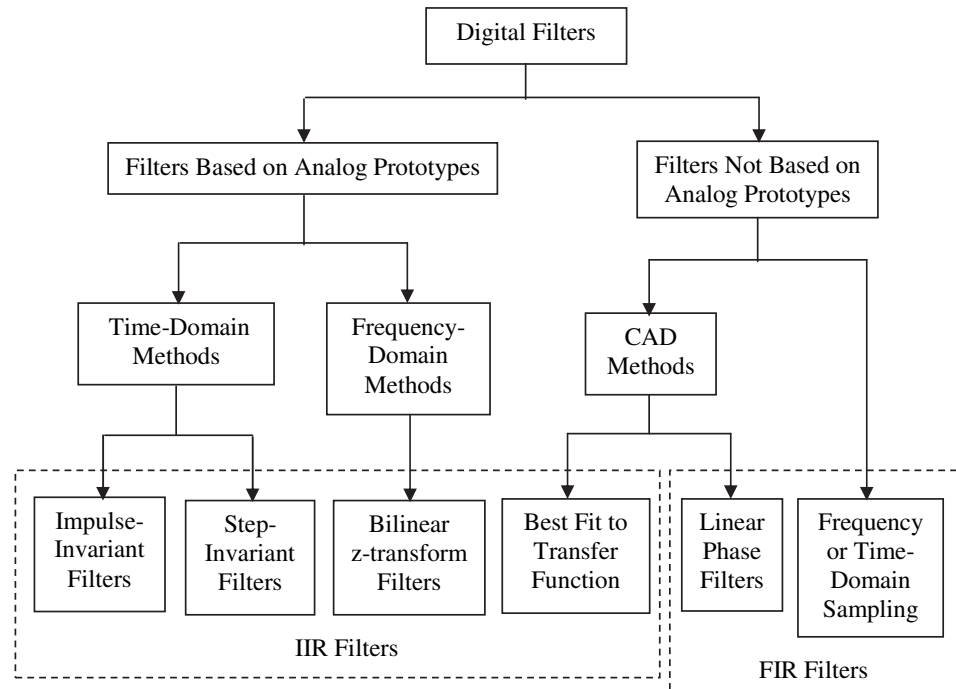 Digital Filters
Filters Based on Analog Prototypes
Filters Not Based on
Analog Prototypes
Time-Domain
Methods
Frequency-
Domain
Methods
CAD
Methods
Impulse-
Invariant
Filters
Step-
Invariant
Filters
Bilinear
z-transform
Filters
Best Fit to
Transfer
Function
Linear
Phase
Filters
Frequency
or Time-
Domain
Sampling
IIR Filters
FIR Filters